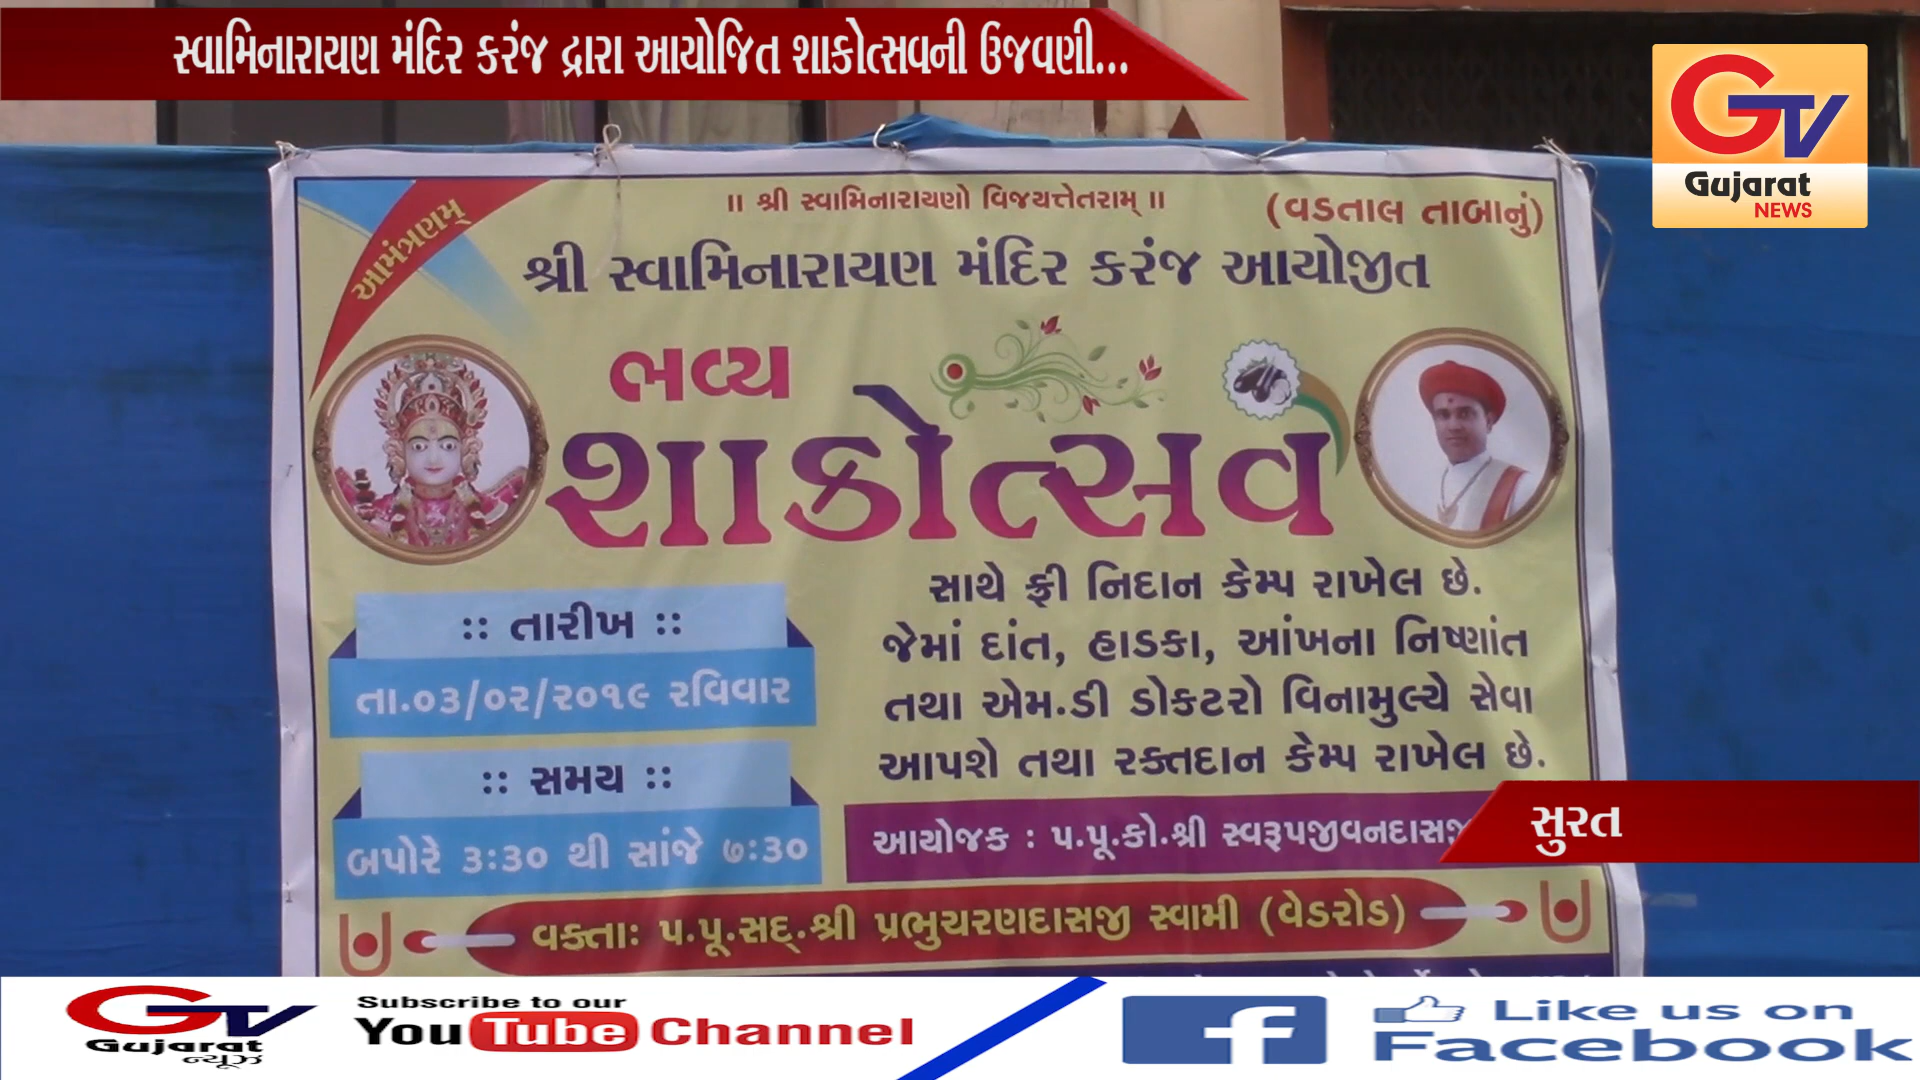 સ્વામિનારાયણ મંદિર કરંજ દ્રારા આયોજિત શાકોત્સવની ઉજવણી...
GTV
Gujarat
NEWS
આમંત્રણમ્
॥ શ્રી સ્વામિનારાયણો વિજયત્તેતરામ્ ॥
(વડતાલ તાબાનું)
શ્રી સ્વામિનારાયણ મંદિર કરંજ આયોજીત
ભવ્ય
શાકોત્સવ
સાથે ફ્રી નિદાન કેમ્પ રાખેલ છે.
જેમાં દાંત, હાડકા, આંખના નિષ્ણાંત
તથા એમ.ડી ડોકટરો વિનામુલ્યે સેવા
આપશે તથા રક્તદાન કેમ્પ રાખેલ છે.
:: તારીખ ::
તા.૦૩/૦૨/૨૦૧૯ રવિવાર
:: સમય ::
બપોરે ૩:૩૦ થી સાંજે ૭:૩૦
આયોજક : પ.પૂ.કો.શ્રી સ્વરૂપજીવનદાસજી
સુરત
વક્તા: પ.પૂ.સદ્.શ્રી પ્રભુચરણદાસજી સ્વામી (વેડરોડ)
GTV
Gujarat
ન્યૂઝ
Subscribe to our
You Tube Channel
f
Like us on
Facebook